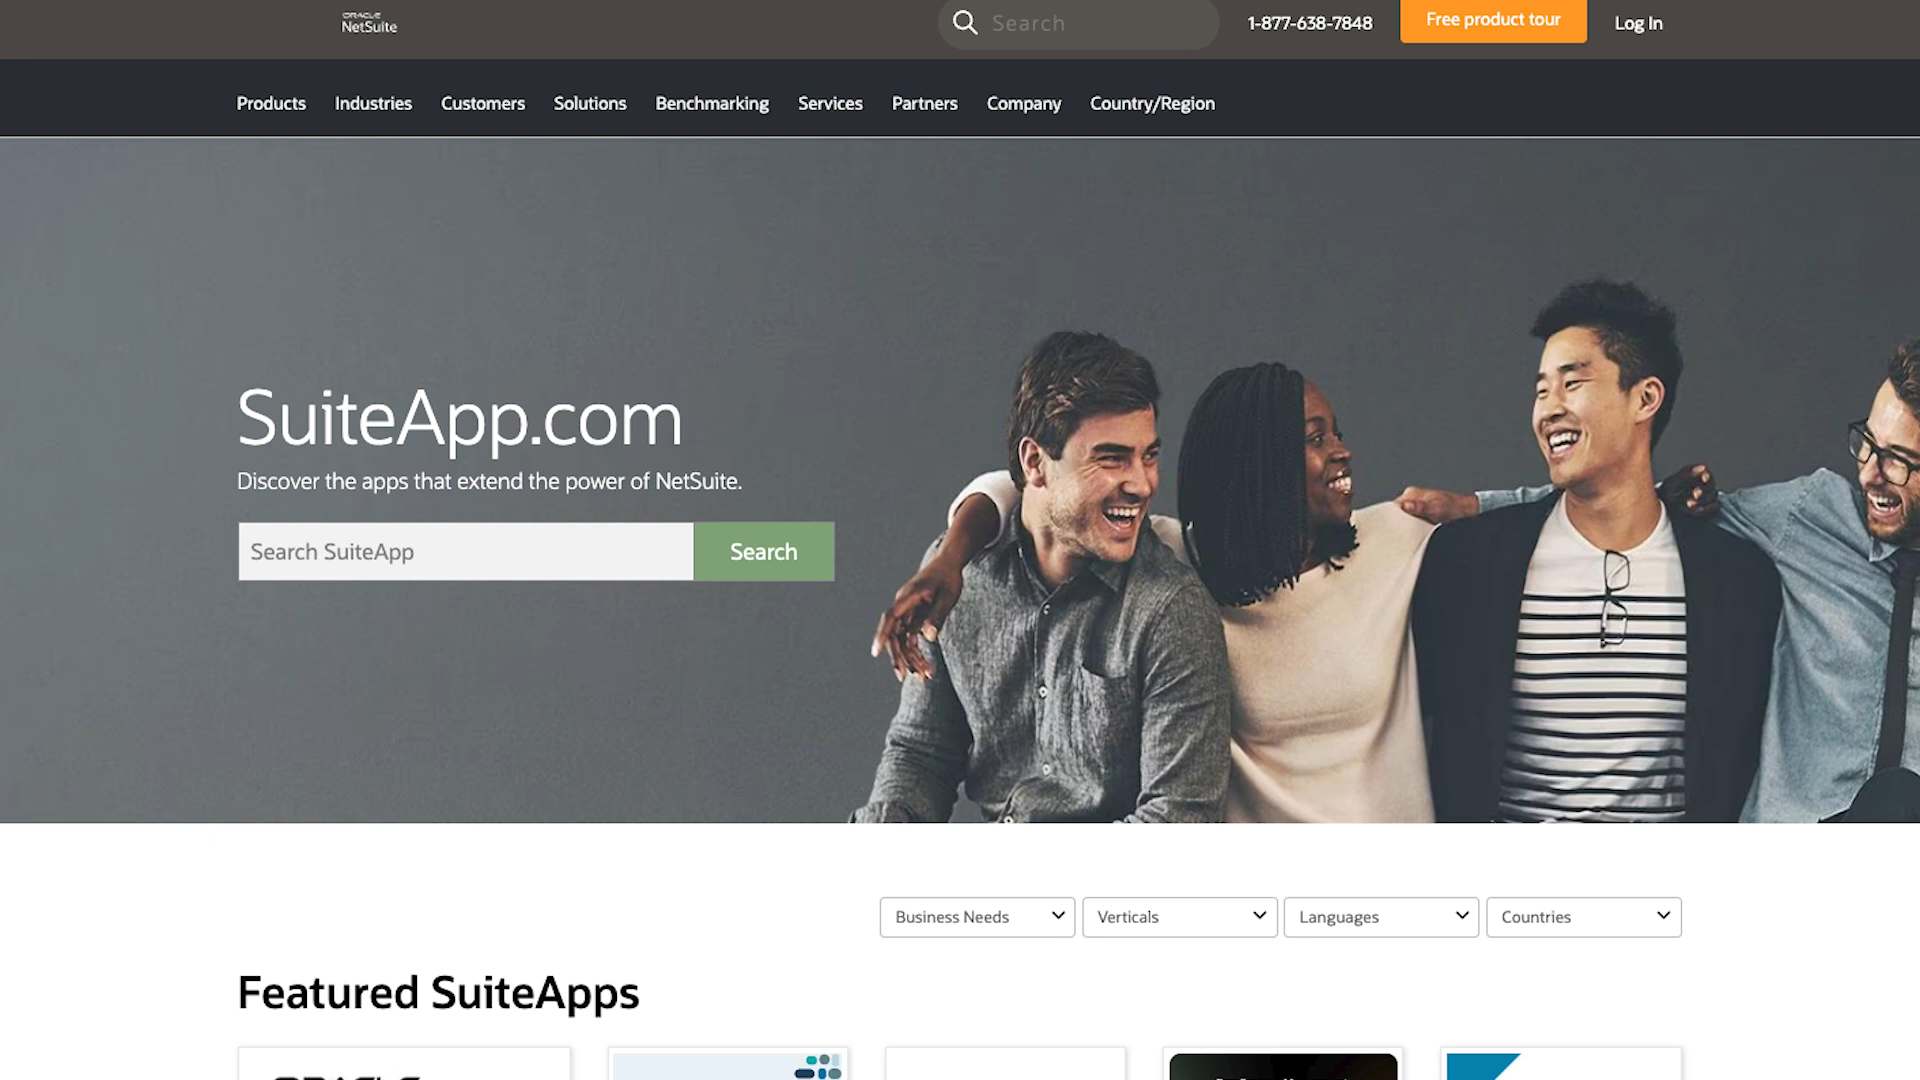 ORACLE
NetSuite
Search
1-877-638-7848
Free product tour
Log In
Products
Industries
Customers
Solutions
Benchmarking
Services
Partners
Company
Country/Region
SuiteApp.com
Discover the apps that extend the power of NetSuite.
Search SuiteApp
Search
Business Needs
Verticals
Languages
Countries
Featured SuiteApps
ORACLE